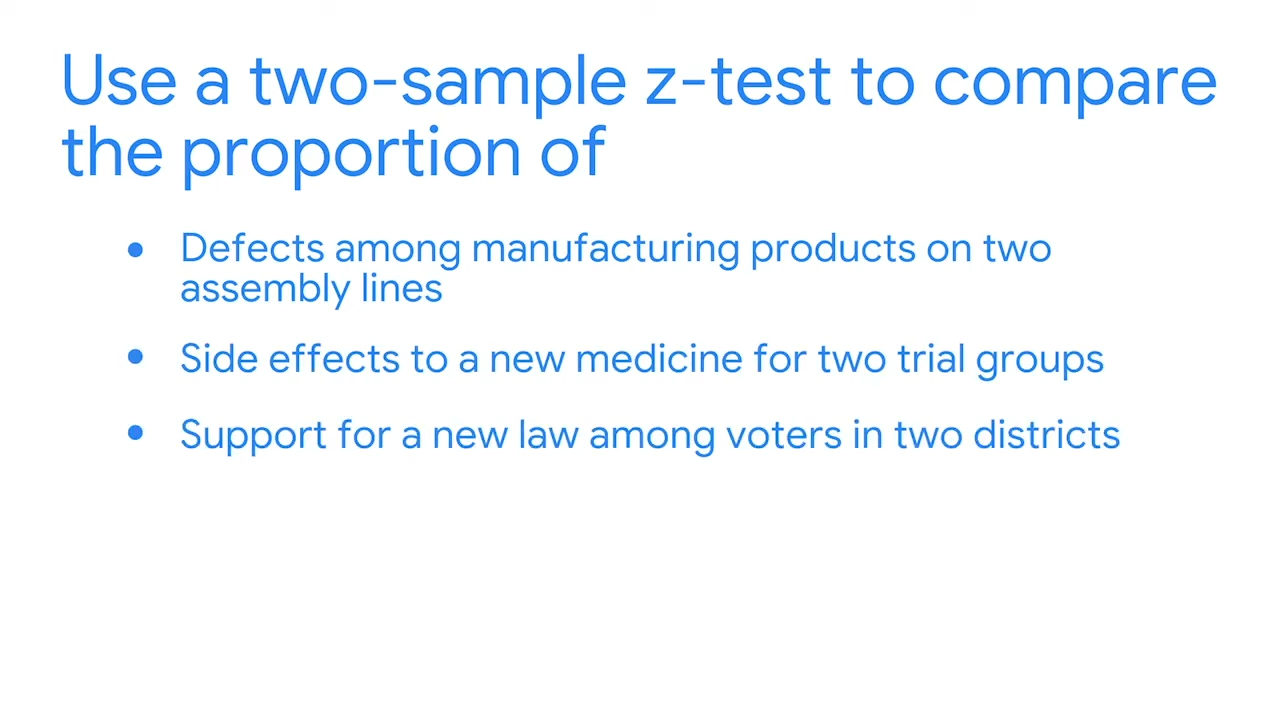 Use a two-sample z-test to compare
the proportion of
• Defects among manufacturing products on two
assembly lines
• Side effects to a new medicine for two trial groups
• Support for a new law among voters in two districts